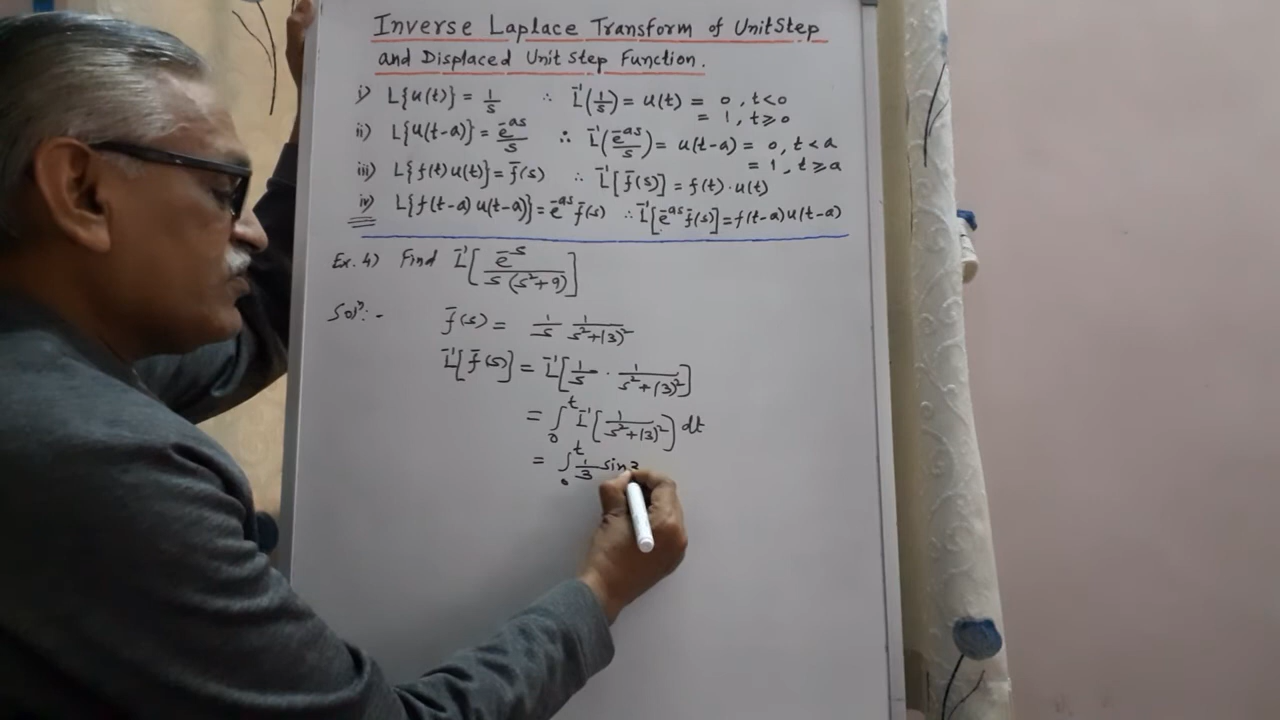 Inverse Laplace Transform of Unit Step
and Displaced Unit Step Function.
i) L{u(t)} = 1/s ∴ L⁻¹(1/s) = u(t) = 0, t<0
= 1, t≥0
ii) L{u(t-a)} = e⁻ᵃˢ/s ∴ L⁻¹(e⁻ᵃˢ/s) = u(t-a) = 0, t<a
= 1, t≥a
iii) L{f(t)u(t)} = f̄(s) ∴ L⁻¹[f̄(s)] = f(t)·u(t)
iv) L{f(t-a)u(t-a)} = e⁻ᵃˢ f̄(s) ∴ L⁻¹[e⁻ᵃˢ f̄(s)] = f(t-a)u(t-a)
Ex. 4) Find L⁻¹[e⁻ˢ/(s(s²+9))]
Solⁿ:- f̄(s) = 1/s 1/(s²+(3)²)
L⁻¹[f̄(s)] = L⁻¹[1/s · 1/(s²+(3)²)]
= ∫₀ᵗ L⁻¹[1/(s²+(3)²)] dt
= ∫₀ᵗ 1/3 sin3